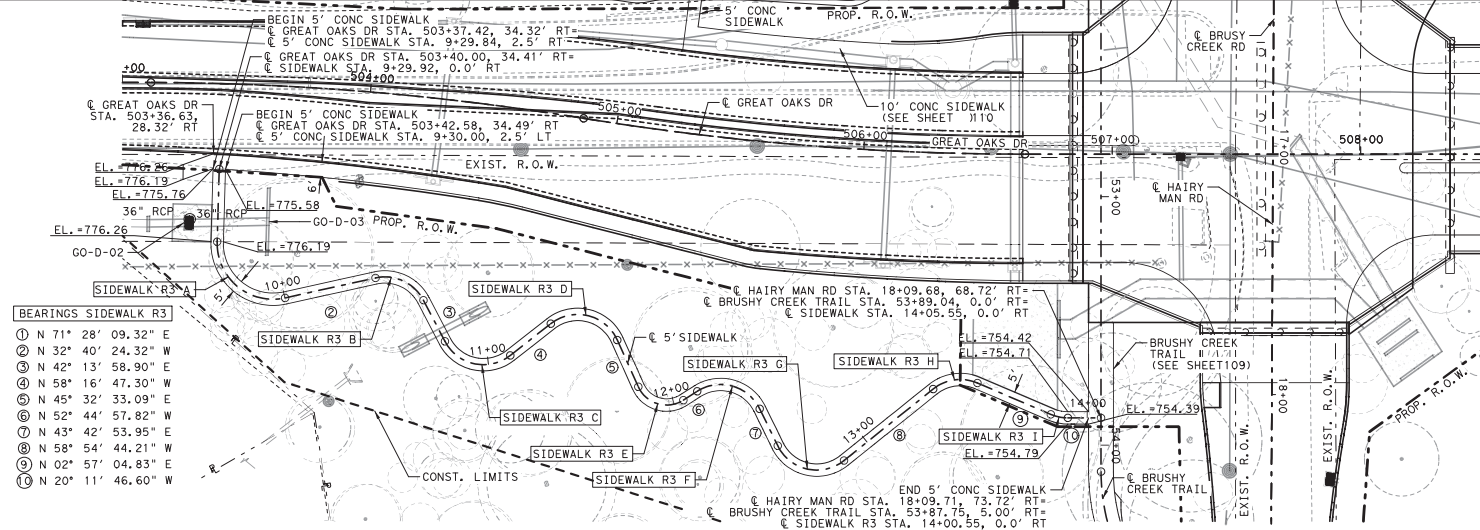 BEGIN 5' CONC SIDEWALK
℄ GREAT OAKS DR STA. 503+37.42, 34.32' RT=
℄ 5' CONC SIDEWALK STA. 9+29.84, 2.5' RT
℄ GREAT OAKS DR STA. 503+40.00, 34.41' RT=
℄ SIDEWALK STA. 9+29.92, 0.0' RT
5' CONC
SIDEWALK
PROP. R.O.W.
℄ BRUSY
CREEK RD
+00
504+00
℄ GREAT OAKS DR
STA. 503+36.63,
28.32' RT
BEGIN 5' CONC SIDEWALK
℄ GREAT OAKS DR STA. 503+42.58, 34.49' RT
℄ 5' CONC SIDEWALK STA. 9+30.00, 2.5' LT
505+00
℄ GREAT OAKS DR
10' CONC SIDEWALK
(SEE SHEET )110
506+00
GREAT OAKS DR
507+00
17+00
508+00
EXIST. R.O.W.
EL.=776.26
EL.=776.19
EL.=775.76
EL.=775.58
6'
36" RCP
36" RCP
GO-D-03
PROP. R.O.W.
53+00
℄ HAIRY
MAN RD
EL.=776.26
GO-D-02
EL.=776.19
SIDEWALK R3 A
5'
10+00
SIDEWALK R3 D
℄ HAIRY MAN RD STA. 18+09.68, 68.72' RT=
℄ BRUSHY CREEK TRAIL STA. 53+89.04, 0.0' RT=
℄ SIDEWALK STA. 14+05.55, 0.0' RT
BEARINGS SIDEWALK R3
① N 71° 28' 09.32" E
② N 32° 40' 24.32" W
③ N 42° 13' 58.90" E
④ N 58° 16' 47.30" W
⑤ N 45° 32' 33.09" E
⑥ N 52° 44' 57.82" W
⑦ N 43° 42' 53.95" E
⑧ N 58° 54' 44.21" W
⑨ N 02° 57' 04.83" E
⑩ N 20° 11' 46.60" W
②
③
SIDEWALK R3 B
11+00
④
℄ 5'SIDEWALK
EL.=754.42
EL.=754.71
BRUSHY CREEK
TRAIL
(SEE SHEET109)
SIDEWALK R3 G
SIDEWALK R3 H
⑤
12+00
⑥
5'
18+00
EXIST. R.O.W.
PROP. R.O.W.
SIDEWALK R3 C
⑦
13+00
⑧
14+00
⑨
⑩
EL.=754.39
SIDEWALK R3 I
EL.=754.79
54+00
SIDEWALK R3 E
SIDEWALK R3 F
CONST. LIMITS
EXIST. R.O.W.
℄ BRUSHY
CREEK TRAIL
END 5' CONC SIDEWALK
℄ HAIRY MAN RD STA. 18+09.71, 73.72' RT=
℄ BRUSHY CREEK TRAIL STA. 53+87.75, 5.00' RT=
℄ SIDEWALK R3 STA. 14+00.55, 0.0' RT